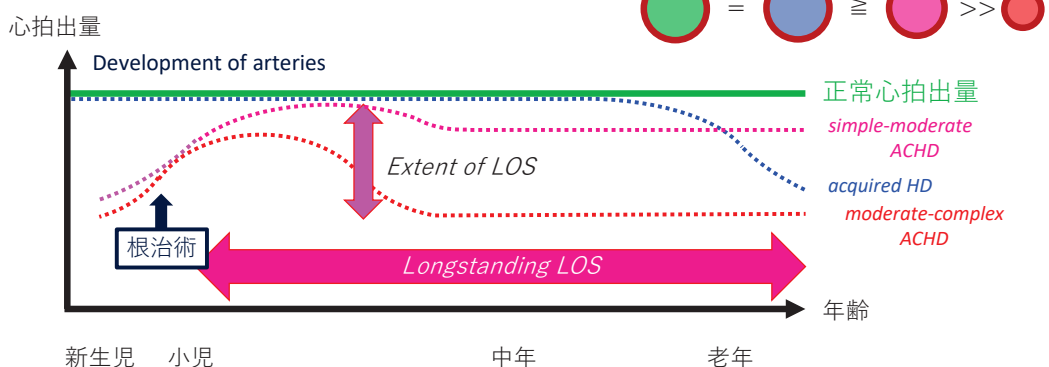 = ≧ >>
心拍出量
Development of arteries
正常心拍出量
simple-moderate
ACHD
Extent of LOS
acquired HD
moderate-complex
ACHD
根治術
Longstanding LOS
年齢
新生児 小児 中年 老年